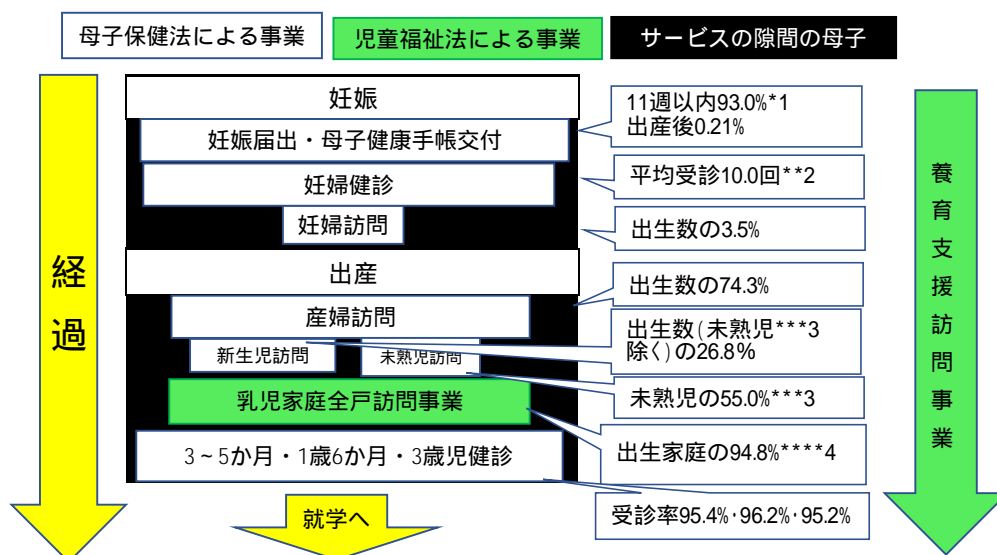 母子保健法による事業
児童福祉法による事業
サービスの隙間の母子
経過
妊娠
妊娠届出・母子健康手帳交付
妊婦健診
妊婦訪問
出産
産婦訪問
新生児訪問
未熟児訪問
乳児家庭全戸訪問事業
3~5か月・1歳6か月・3歳児健診
就学へ
11週以内93.0%*1
出産後0.21%
平均受診10.0回**2
出生数の3.5%
出生数の74.3%
出生数(未熟児***3
除く)の26.8%
未熟児の55.0%***3
出生家庭の94.8%****4
受診率95.4%・96.2%・95.2%
養育支援訪問事業